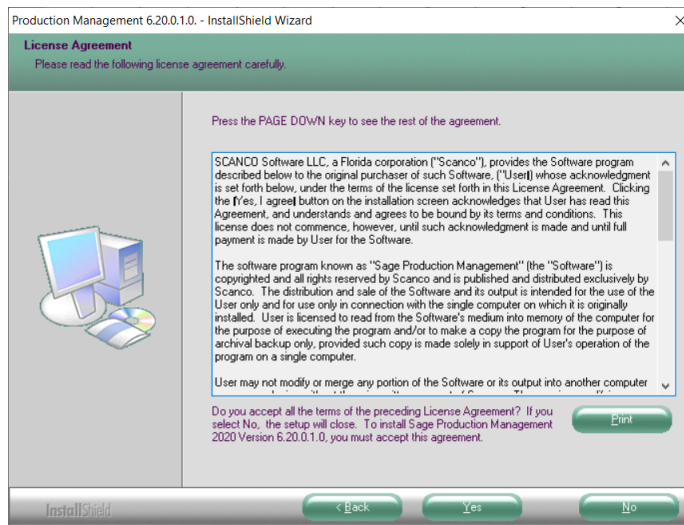 Production Management 6.20.0.1.0. - InstallShield Wizard
License Agreement
Please read the following license agreement carefully.
Press the PAGE DOWN key to see the rest of the agreement.
SCANCO Software LLC, a Florida corporation ("Scanco"), provides the Software program
described below to the original purchaser of such Software, ("User‖) whose acknowledgment
is set forth below, under the terms of the license set forth in this License Agreement. Clicking
the ‖Yes, I agree‖ button on the installation screen acknowledges that User has read this
Agreement, and understands and agrees to be bound by its terms and conditions. This
license does not commence, however, until such acknowledgment is made and until full
payment is made by User for the Software.
The software program known as "Sage Production Management" (the "Software") is
copyrighted and all rights reserved by Scanco and is published and distributed exclusively by
Scanco. The distribution and sale of the Software and its output is intended for the use of the
User only and for use only in connection with the single computer on which it is originally
installed. User is licensed to read from the Software's medium into memory of the computer for
the purpose of executing the program and/or to make a copy the program for the purpose of
archival backup only, provided such copy is made solely in support of User's operation of the
program on a single computer.
User may not modify or merge any portion of the Software or its output into another computer
Do you accept all the terms of the preceding License Agreement? If you
select No, the setup will close. To install Sage Production Management
2020 Version 6.20.0.1.0, you must accept this agreement.
Print
InstallShield
< Back
Yes
No